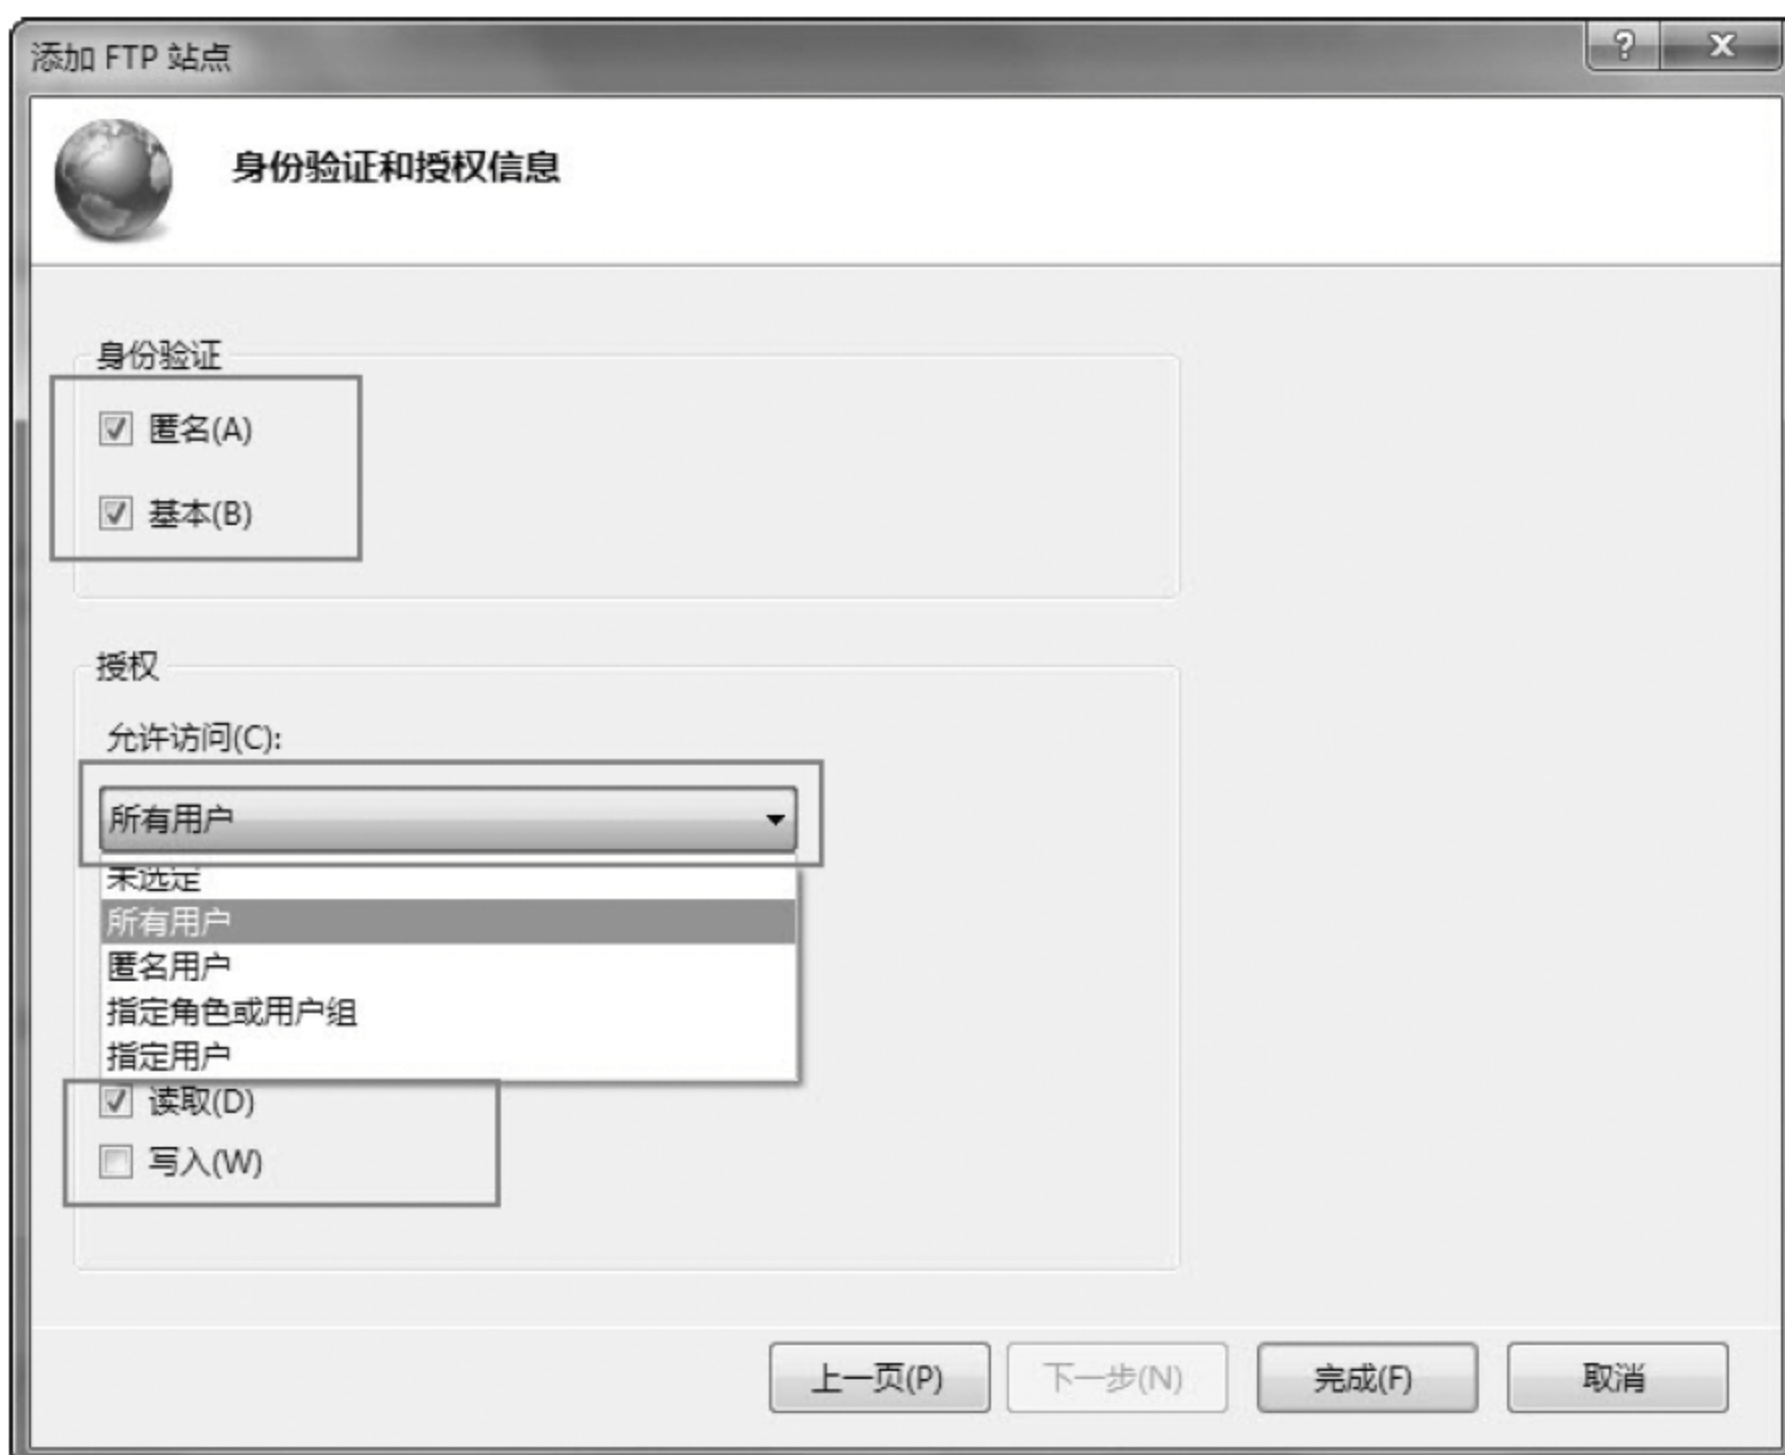 添加 FTP 站点
身份验证和授权信息
身份验证
匿名(A)
基本(B)
授权
允许访问(C):
所有用户
未选定
所有用户
匿名用户
指定角色或用户组
指定用户
读取(D)
写入(W)
上一页(P)
下一步(N)
完成(F)
取消